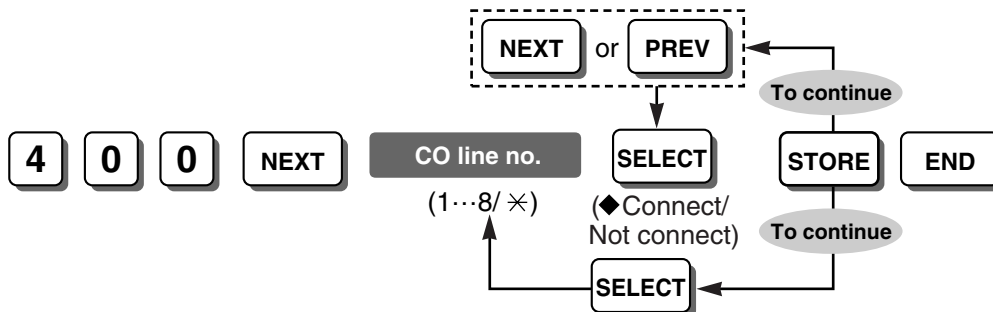 NEXT or PREV
To continue
4 0 0 NEXT CO line no. SELECT STORE END
(1···8/ ✳)
(◆Connect/
Not connect)
To continue
SELECT